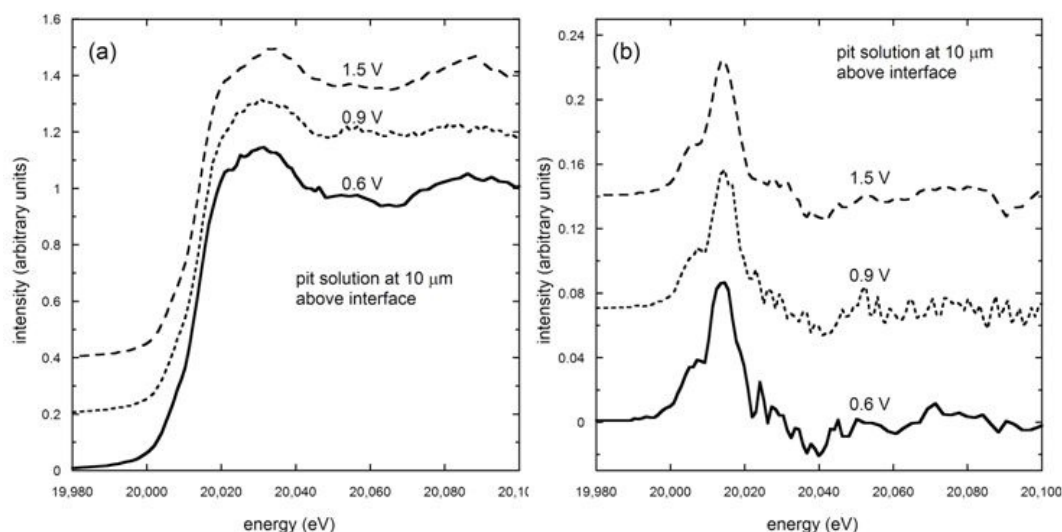 (a)
1.6
1.4
1.2
1
0.8
0.6
0.4
0.2
0
1.5 V
0.9 V
0.6 V
pit solution at 10 μm
above interface
intensity (arbitrary units)
19,980 20,000 20,020 20,040 20,060 20,080 20,100
energy (eV)
(b)
0.24
0.2
0.16
0.12
0.08
0.04
0
pit solution at 10 μm
above interface
1.5 V
0.9 V
0.6 V
intensity (arbitrary units)
19,980 20,000 20,020 20,040 20,060 20,080 20,100
energy (eV)